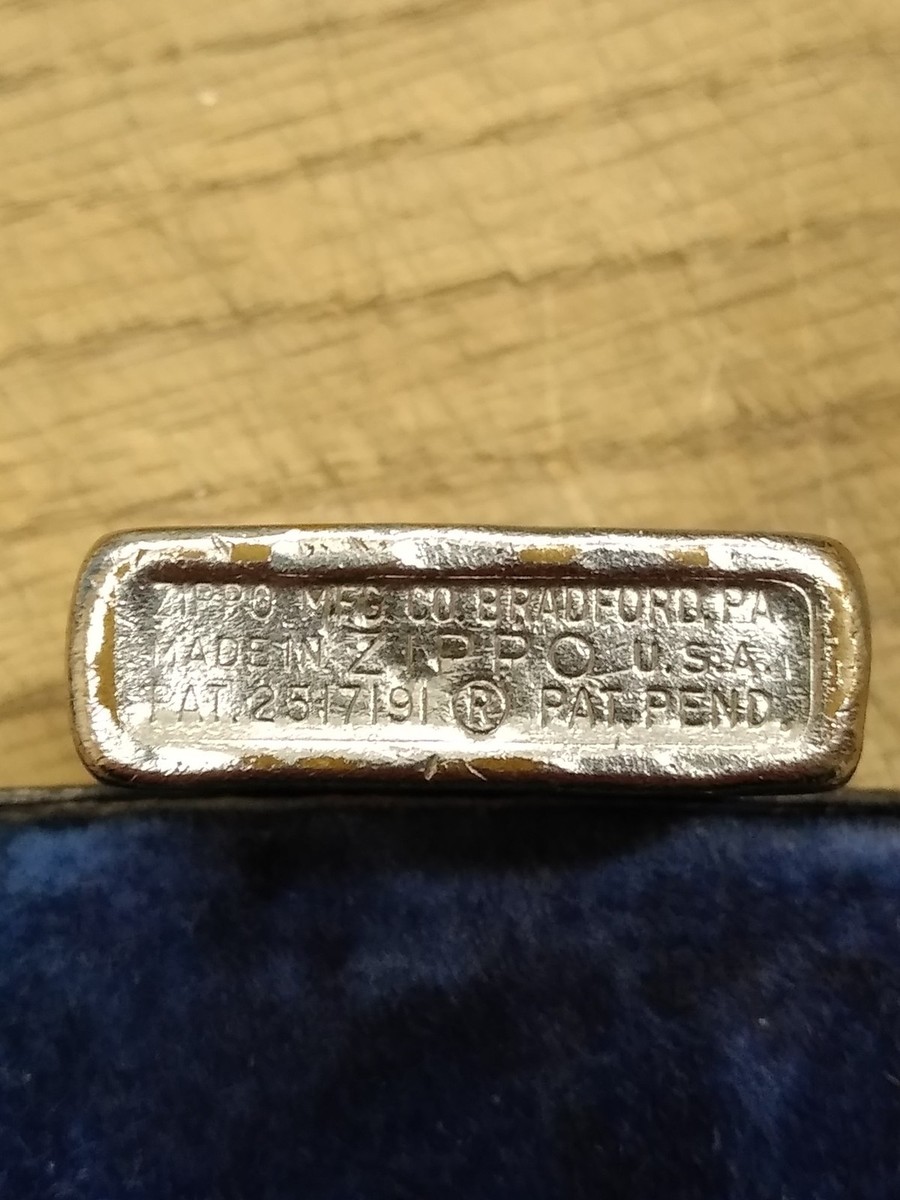 ZIPPO MFG. CO. BRADFORD, PA.
MADE IN ZIPPO U.S.A.
PAT. 2517191 ® PAT. PEND.